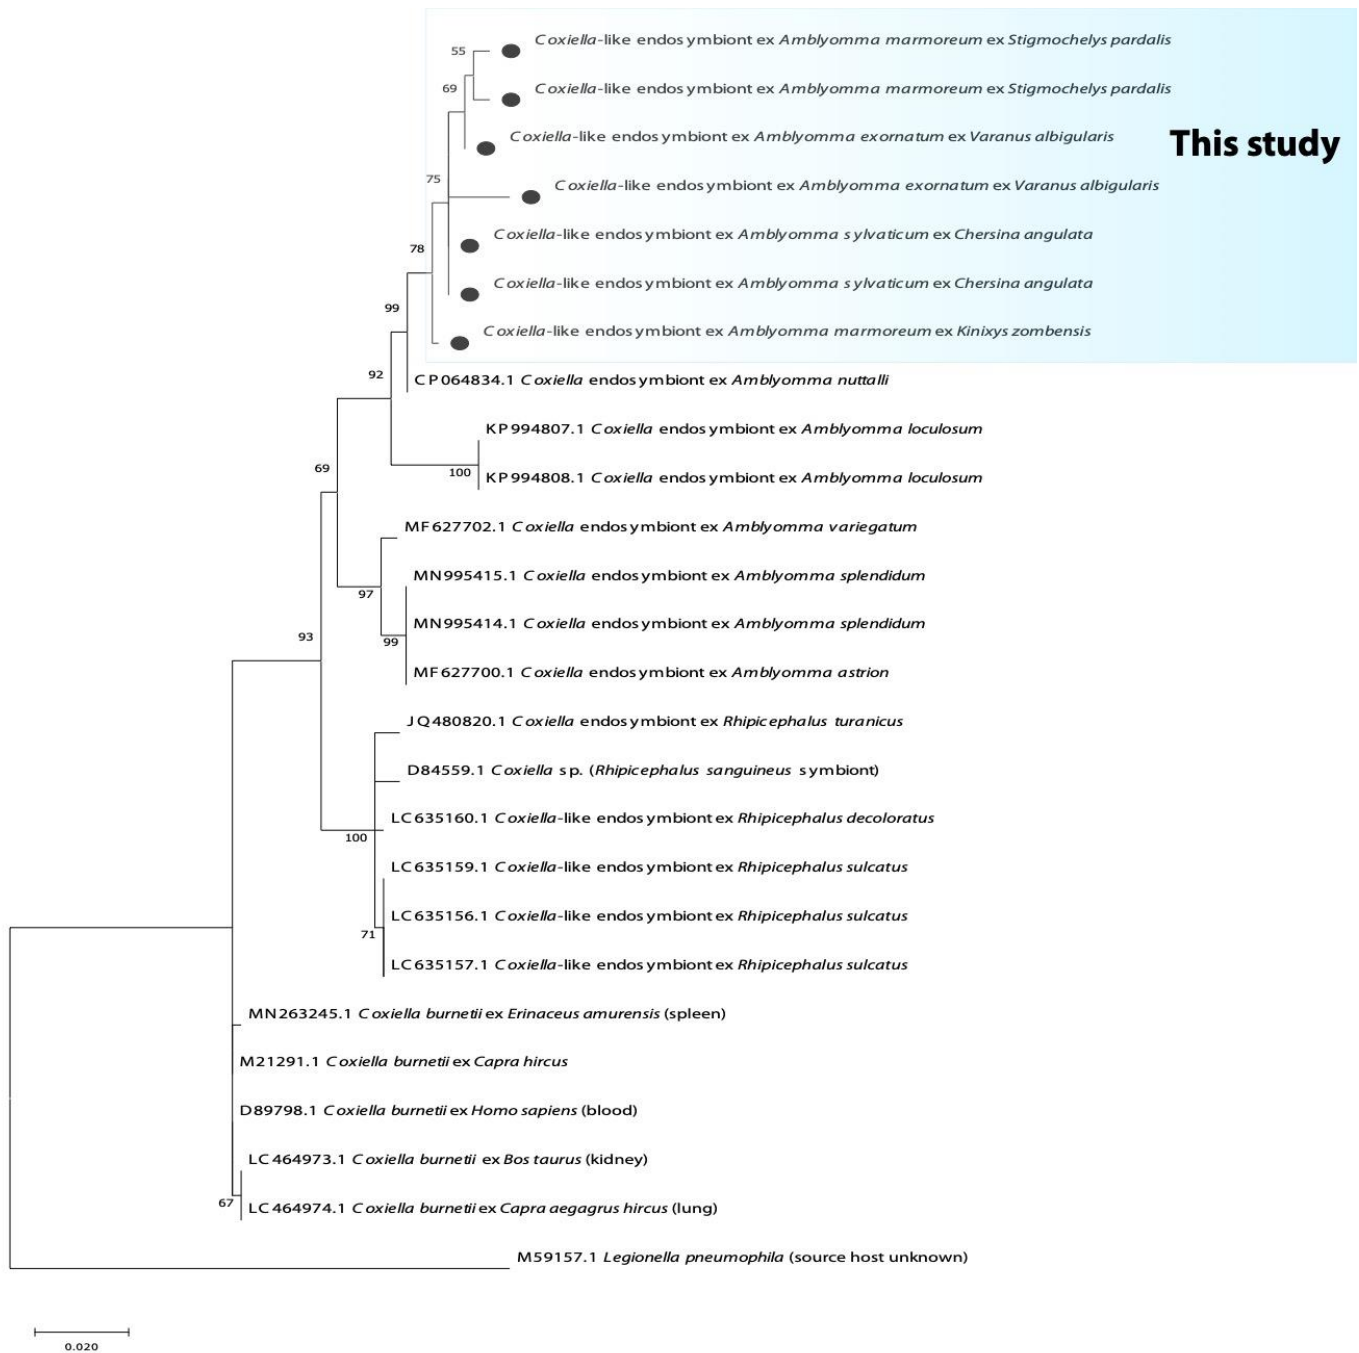 55
Coxiella-like endosymbiont ex Amblyomma marmoreum ex Stigmochelys pardalis
69
Coxiella-like endosymbiont ex Amblyomma marmoreum ex Stigmochelys pardalis
Coxiella-like endosymbiont ex Amblyomma exornatum ex Varanus albigularis
This study
75
Coxiella-like endosymbiont ex Amblyomma exornatum ex Varanus albigularis
Coxiella-like endosymbiont ex Amblyomma sylvaticum ex Chersina angulata
78
Coxiella-like endosymbiont ex Amblyomma sylvaticum ex Chersina angulata
99
Coxiella-like endosymbiont ex Amblyomma marmoreum ex Kinixys zombensis
92
CP064834.1 Coxiella endosymbiont ex Amblyomma nuttalli
KP994807.1 Coxiella endosymbiont ex Amblyomma loculosum
69
100
KP994808.1 Coxiella endosymbiont ex Amblyomma loculosum
MF627702.1 Coxiella endosymbiont ex Amblyomma variegatum
MN995415.1 Coxiella endosymbiont ex Amblyomma splendidum
97
MN995414.1 Coxiella endosymbiont ex Amblyomma splendidum
93
99
MF627700.1 Coxiella endosymbiont ex Amblyomma astrion
JQ480820.1 Coxiella endosymbiont ex Rhipicephalus turanicus
D84559.1 Coxiella sp. (Rhipicephalus sanguineus symbiont)
LC635160.1 Coxiella-like endosymbiont ex Rhipicephalus decoloratus
100
LC635159.1 Coxiella-like endosymbiont ex Rhipicephalus sulcatus
LC635156.1 Coxiella-like endosymbiont ex Rhipicephalus sulcatus
71
LC635157.1 Coxiella-like endosymbiont ex Rhipicephalus sulcatus
MN263245.1 Coxiella burnetii ex Erinaceus amurensis (spleen)
M21291.1 Coxiella burnetii ex Capra hircus
D89798.1 Coxiella burnetii ex Homo sapiens (blood)
LC464973.1 Coxiella burnetii ex Bos taurus (kidney)
67
LC464974.1 Coxiella burnetii ex Capra aegagrus hircus (lung)
M59157.1 Legionella pneumophila (source host unknown)
0.020